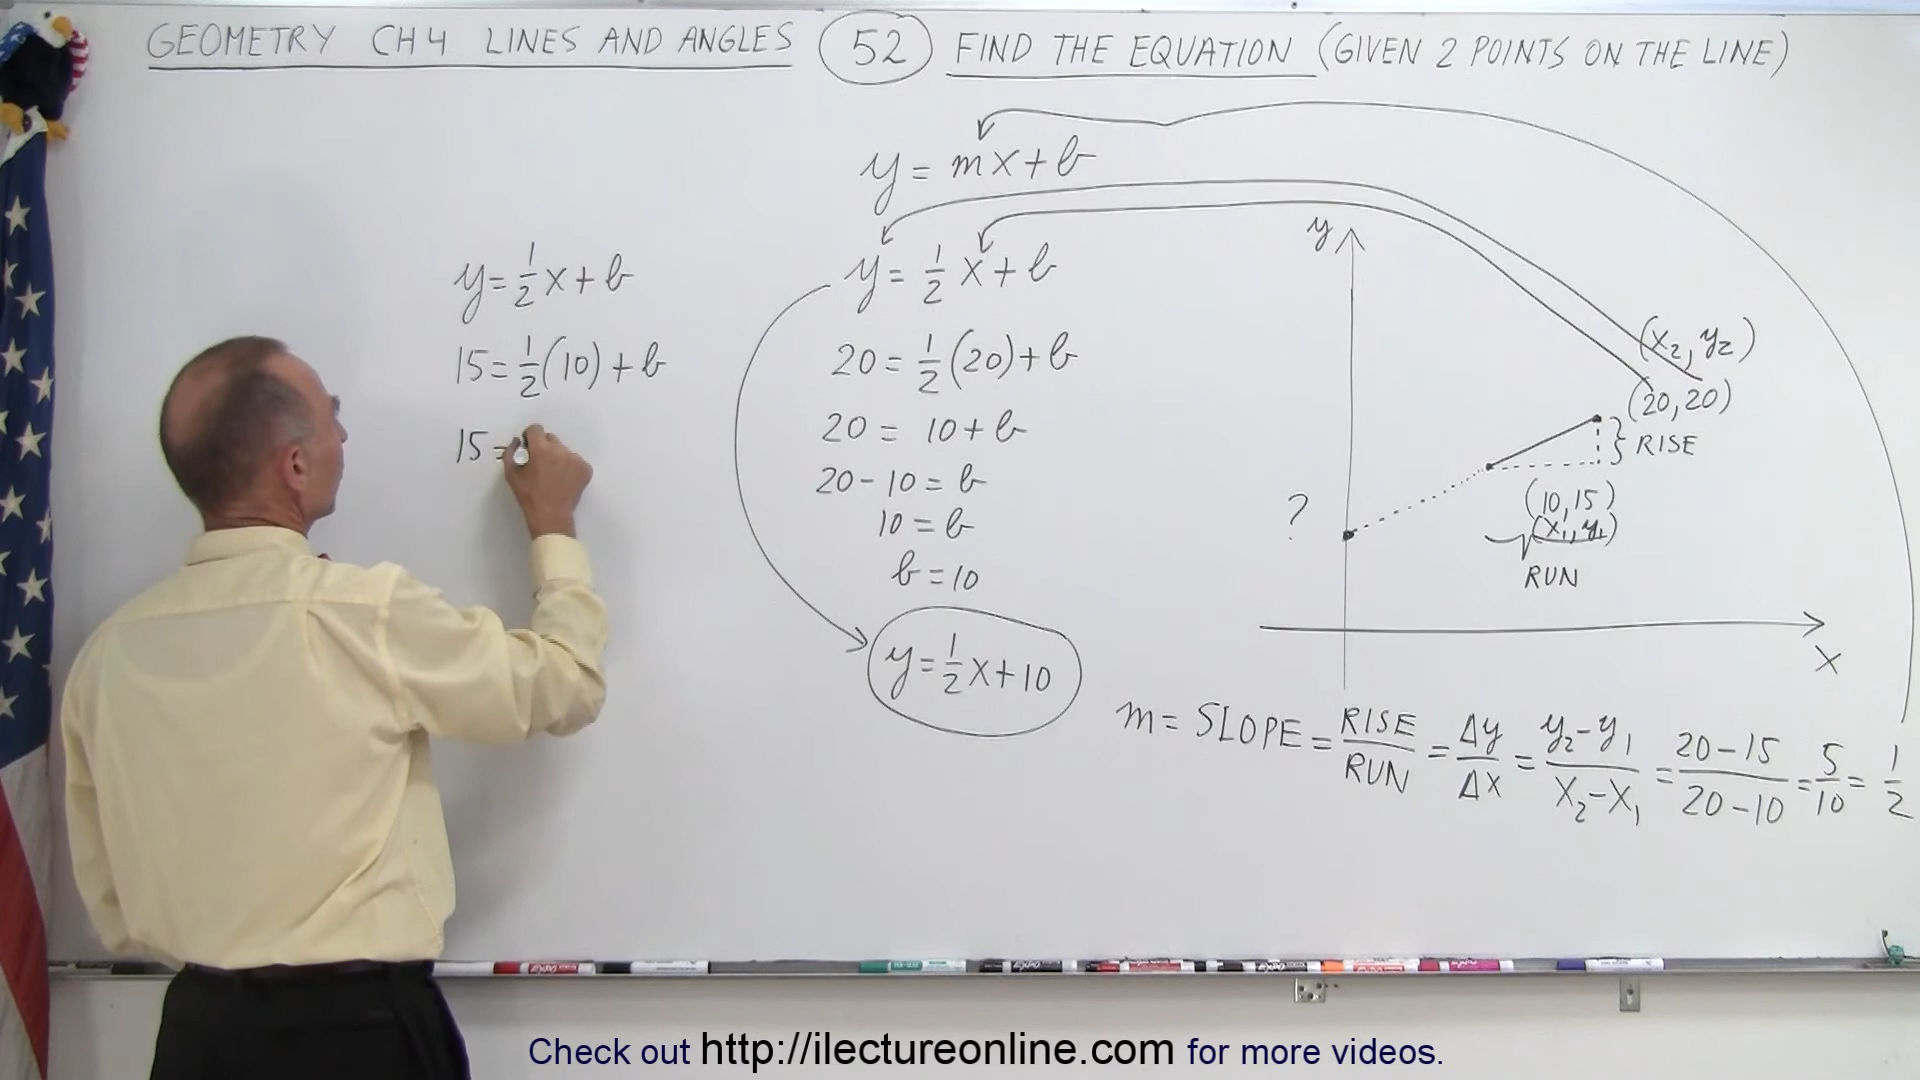 GEOMETRY CH 4 LINES AND ANGLES 52 FIND THE EQUATION (GIVEN 2 POINTS ON THE LINE)
y = 1/2 x + b
15 = 1/2 (10) + b
15 =
y = mx + b
y = 1/2 x + b
20 = 1/2 (20) + b
20 = 10 + b
20 - 10 = b
10 = b
b = 10
y = 1/2 x + 10
y
(x₂, y₂)
(20, 20)
} RISE
(10, 15)
(x₁, y₁)
RUN
?
x
m = SLOPE = RISE/RUN = Δy/Δx = (y₂ - y₁)/(x₂ - x₁) = (20 - 15)/(20 - 10) = 5/10 = 1/2
Check out http://ilectureonline.com for more videos.